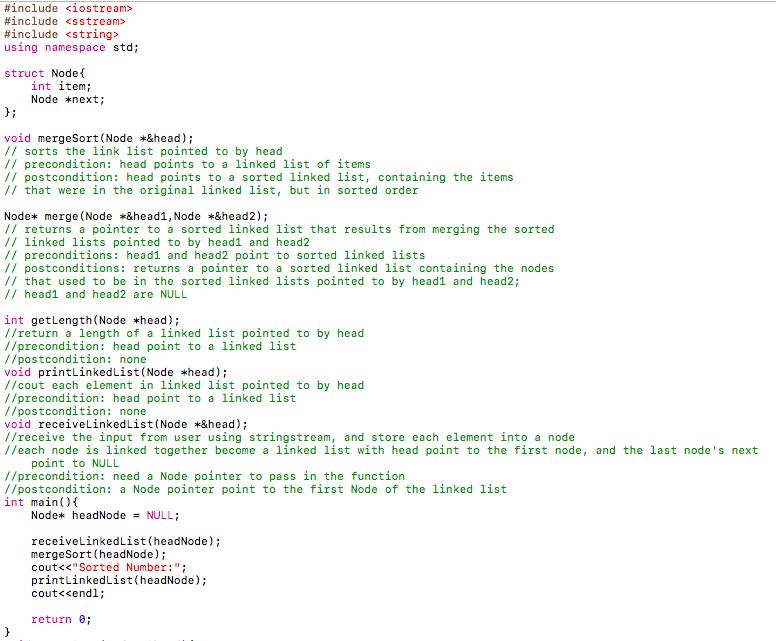 #include <iostream>
#include <sstream>
#include <string>
using namespace std;
struct Node{
int item;
Node *next;
};
void mergeSort(Node *&head);
// sorts the link list pointed to by head
// precondition: head points to a linked list of items
// postcondition: head points to a sorted linked list, containing the items
// that were in the original linked list, but in sorted order
Node* merge(Node *&head1,Node *&head2);
// returns a pointer to a sorted linked list that results from merging the sorted
// linked lists pointed to by head1 and head2
// preconditions: head1 and head2 point to sorted linked lists
// postconditions: returns a pointer to a sorted linked list containing the nodes
// that used to be in the sorted linked lists pointed to by head1 and head2;
// head1 and head2 are NULL
int getLength(Node *head);
//return a length of a linked list pointed to by head
//precondition: head point to a linked list
//postcondition: none
void printLinkedList(Node *head);
//cout each element in linked list pointed to by head
//precondition: head point to a linked list
//postcondition: none
void receiveLinkedList(Node *&head);
//receive the input from user using stringstream, and store each element into a node
//each node is linked together become a linked list with head point to the first node, and the last node's next
point to NULL
//precondition: need a Node pointer to pass in the function
//postcondition: a Node pointer point to the first Node of the linked list
int main(){
Node* headNode = NULL;
receiveLinkedList(headNode);
mergeSort(headNode);
cout<<"Sorted Number:";
printLinkedList(headNode);
cout<<endl;
return 0;
}